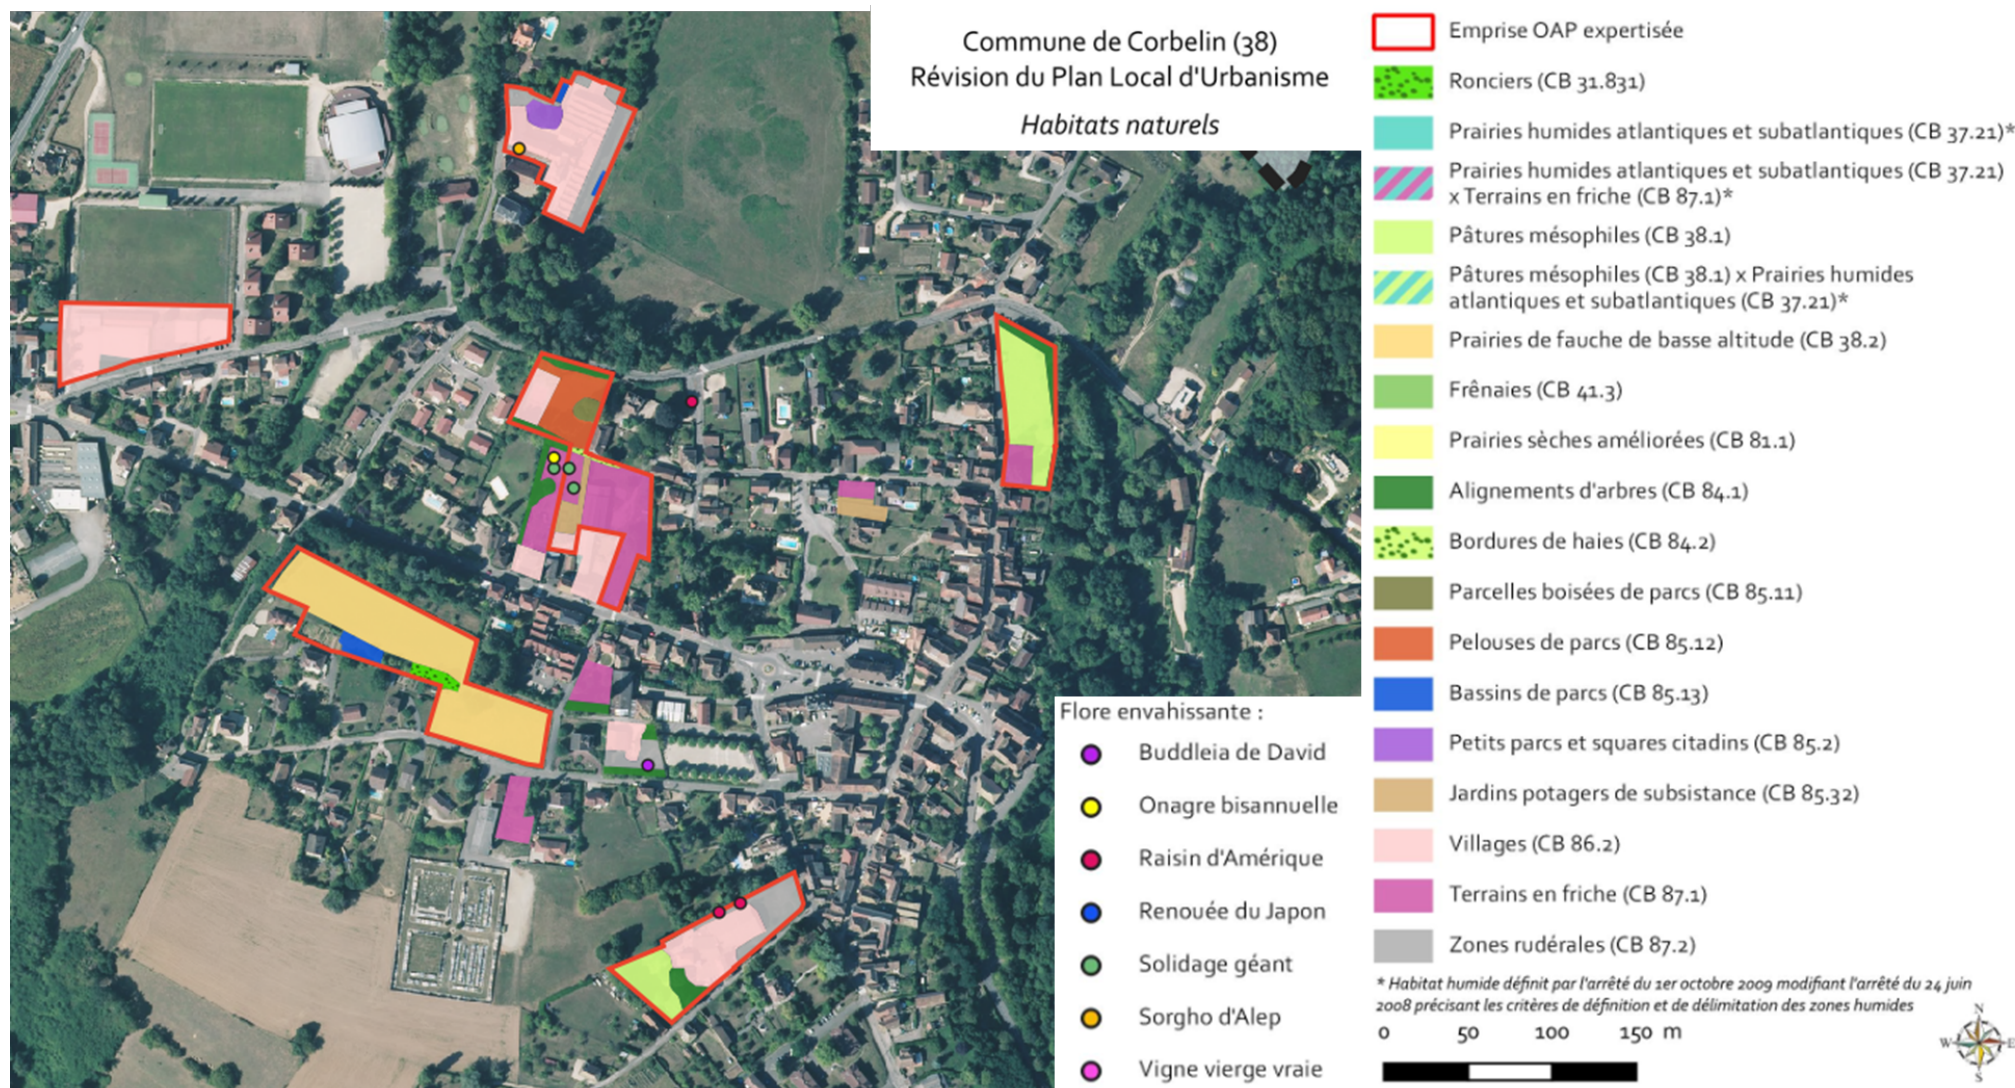 Commune de Corbelin (38)
Révision du Plan Local d'Urbanisme
Habitats naturels
Emprise OAP expertisée
Ronciers (CB 31.831)
Prairies humides atlantiques et subatlantiques (CB 37.21)*
Prairies humides atlantiques et subatlantiques (CB 37.21)
x Terrains en friche (CB 87.1)*
Pâtures mésophiles (CB 38.1)
Pâtures mésophiles (CB 38.1) x Prairies humides
atlantiques et subatlantiques (CB 37.21)*
Prairies de fauche de basse altitude (CB 38.2)
Frênaies (CB 41.3)
Prairies sèches améliorées (CB 81.1)
Alignements d'arbres (CB 84.1)
Bordures de haies (CB 84.2)
Parcelles boisées de parcs (CB 85.11)
Pelouses de parcs (CB 85.12)
Bassins de parcs (CB 85.13)
Petits parcs et squares citadins (CB 85.2)
Jardins potagers de subsistance (CB 85.32)
Villages (CB 86.2)
Terrains en friche (CB 87.1)
Zones rudérales (CB 87.2)
* Habitat humide définit par l'arrêté du 1er octobre 2009 modifiant l'arrêté du 24 juin
2008 précisant les critères de définition et de délimitation des zones humides
0 50 100 150 m
N
W E
S
Flore envahissante :
Buddleia de David
Onagre bisannuelle
Raisin d'Amérique
Renouée du Japon
Solidage géant
Sorgho d'Alep
Vigne vierge vraie